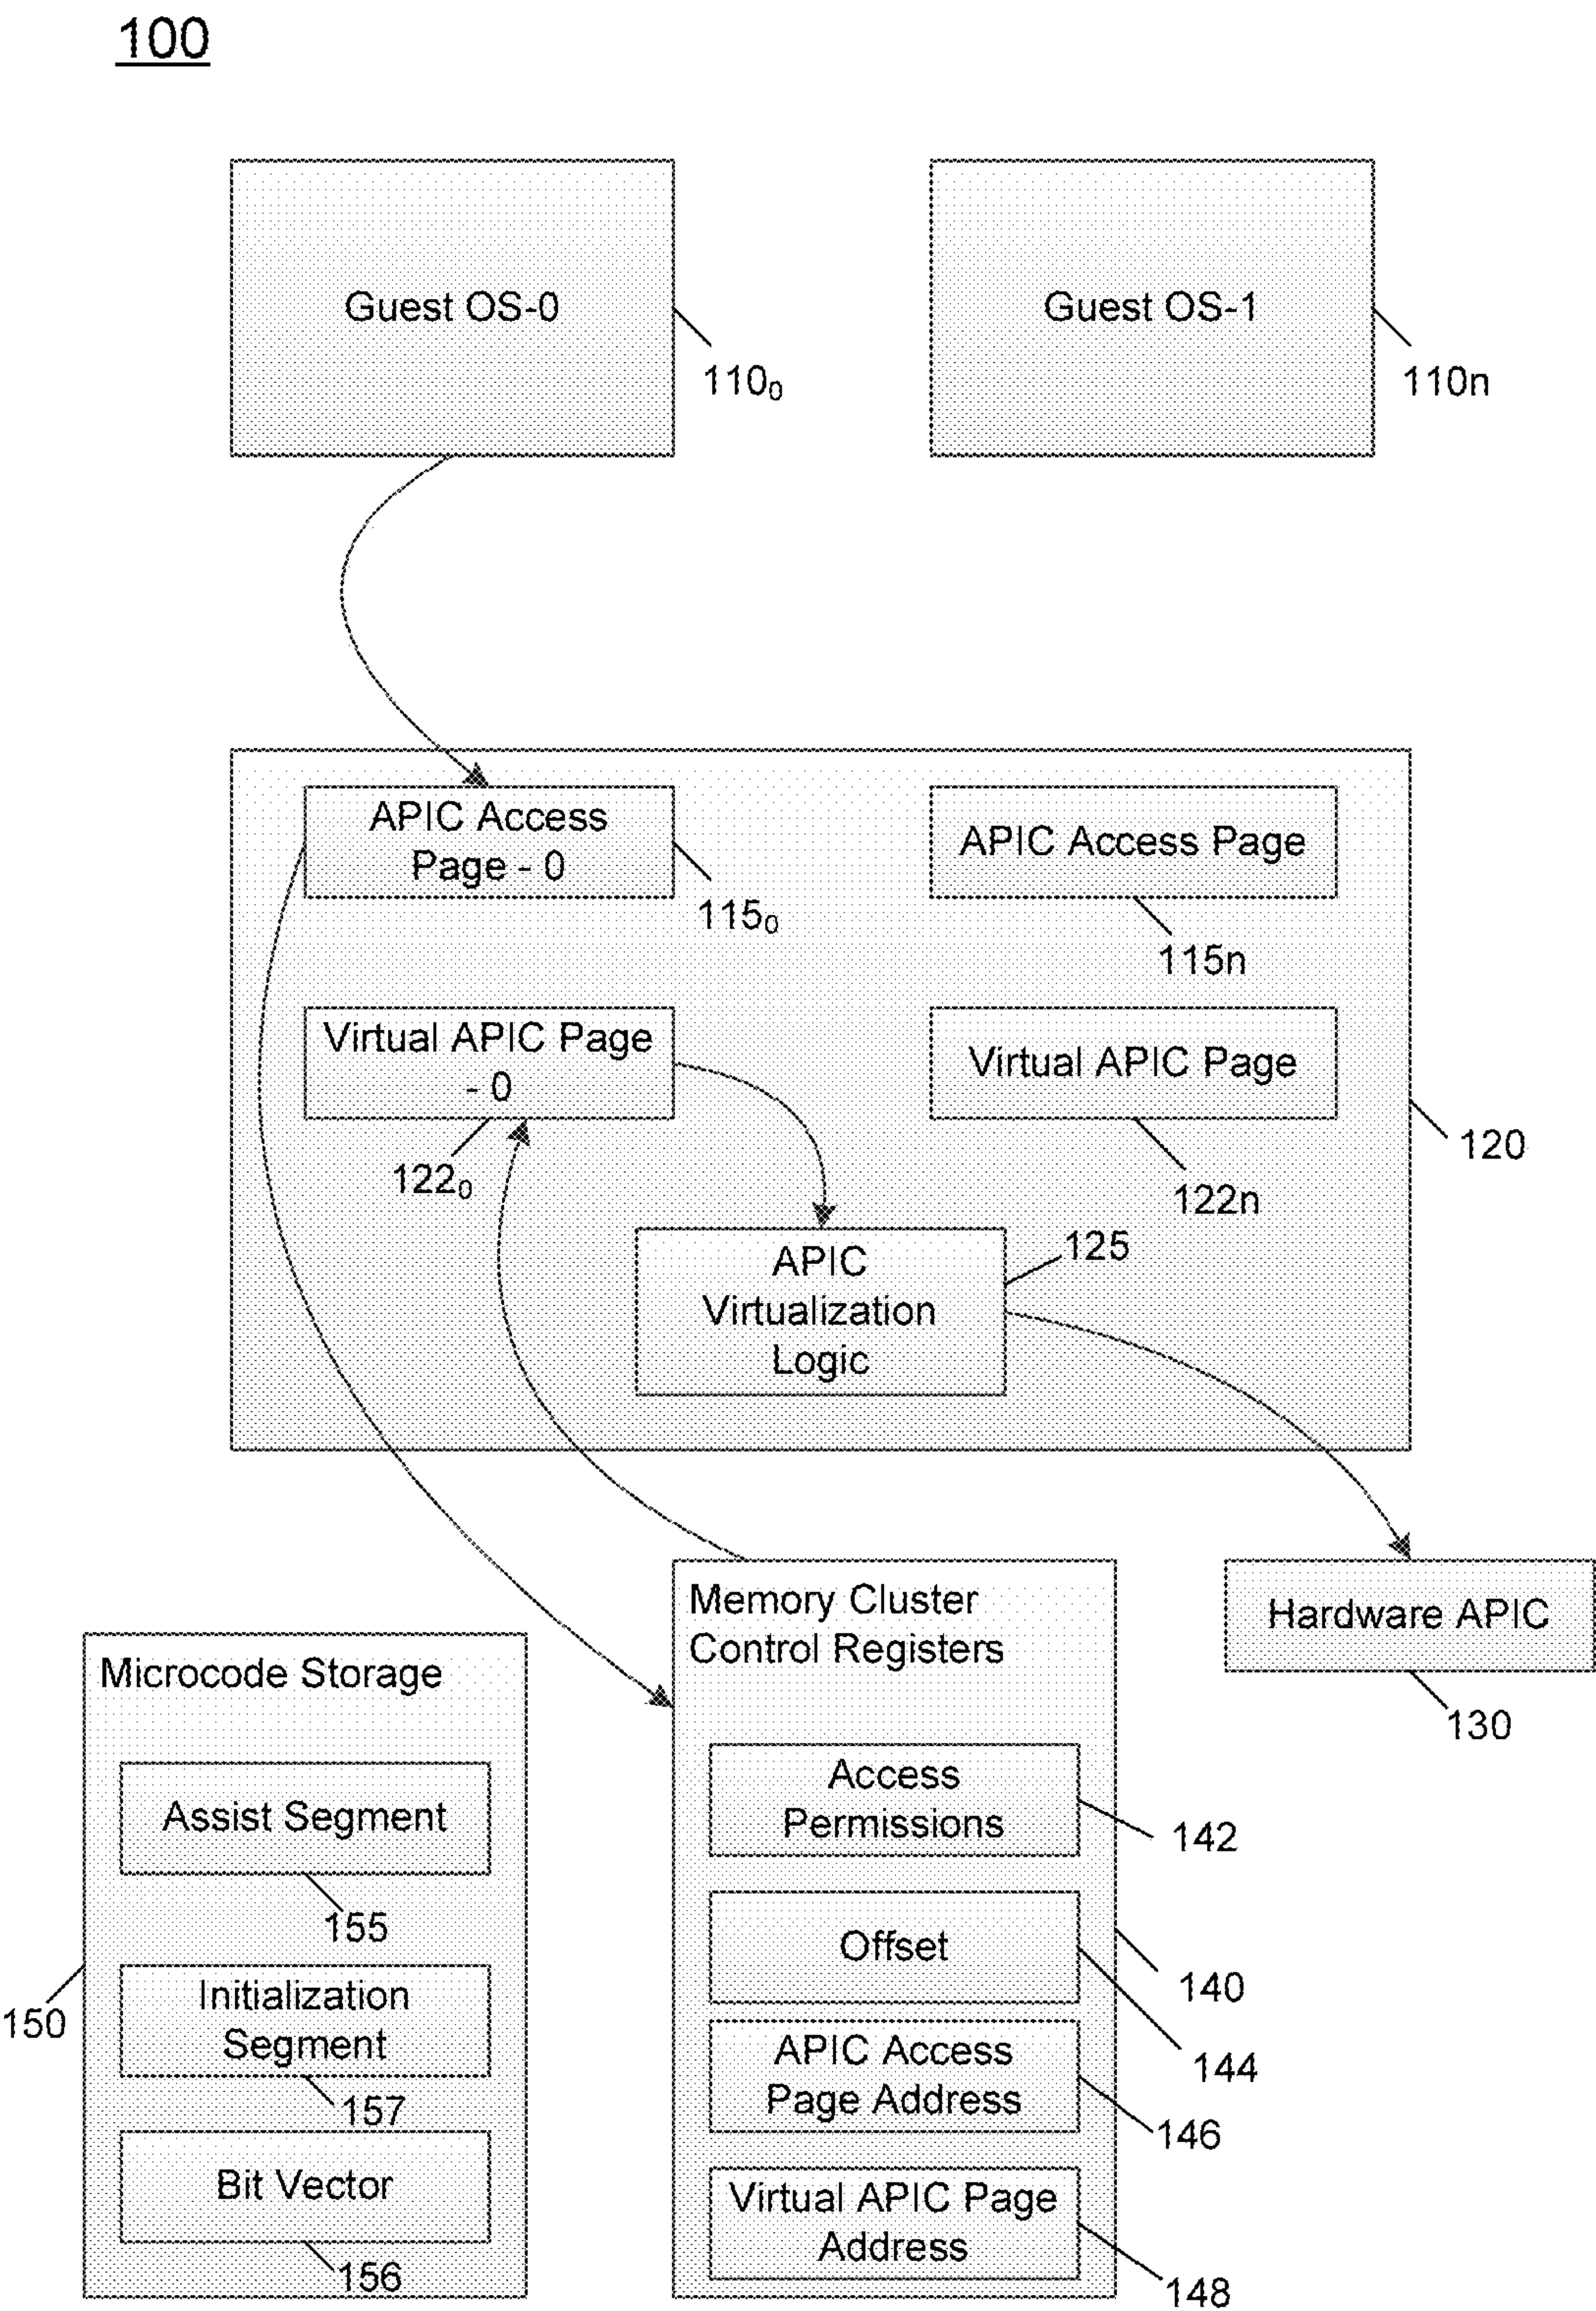 100
Guest OS-0
Guest OS-1
110₀
110n
APIC Access
Page - 0
APIC Access Page
115₀
115n
Virtual APIC Page
- 0
Virtual APIC Page
120
122₀
122n
125
APIC
Virtualization
Logic
Memory Cluster
Control Registers
Hardware APIC
130
Microcode Storage
Assist Segment
155
Initialization
Segment
157
Bit Vector
156
150
Access
Permissions
142
Offset
140
144
APIC Access
Page Address
146
Virtual APIC Page
Address
148